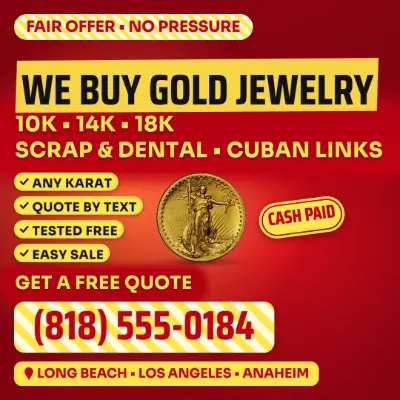 FAIR OFFER • NO PRESSURE
WE BUY GOLD JEWELRY
10K • 14K • 18K
SCRAP & DENTAL • CUBAN LINKS
✓ ANY KARAT
✓ QUOTE BY TEXT
✓ TESTED FREE
✓ EASY SALE
CASH PAID
GET A FREE QUOTE
(818) 555-0184
LONG BEACH • LOS ANGELES • ANAHEIM